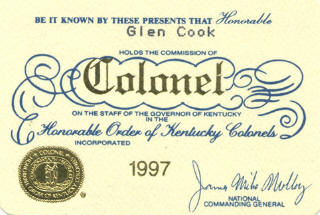 BE IT KNOWN BY THESE PRESENTS THAT Honorable
Glen Cook
HOLDS THE COMMISSION OF
Colonel
ON THE STAFF OF THE GOVERNOR OF KENTUCKY
IN THE
Honorable Order of Kentucky Colonels
INCORPORATED
1997
NATIONAL
COMMANDING GENERAL